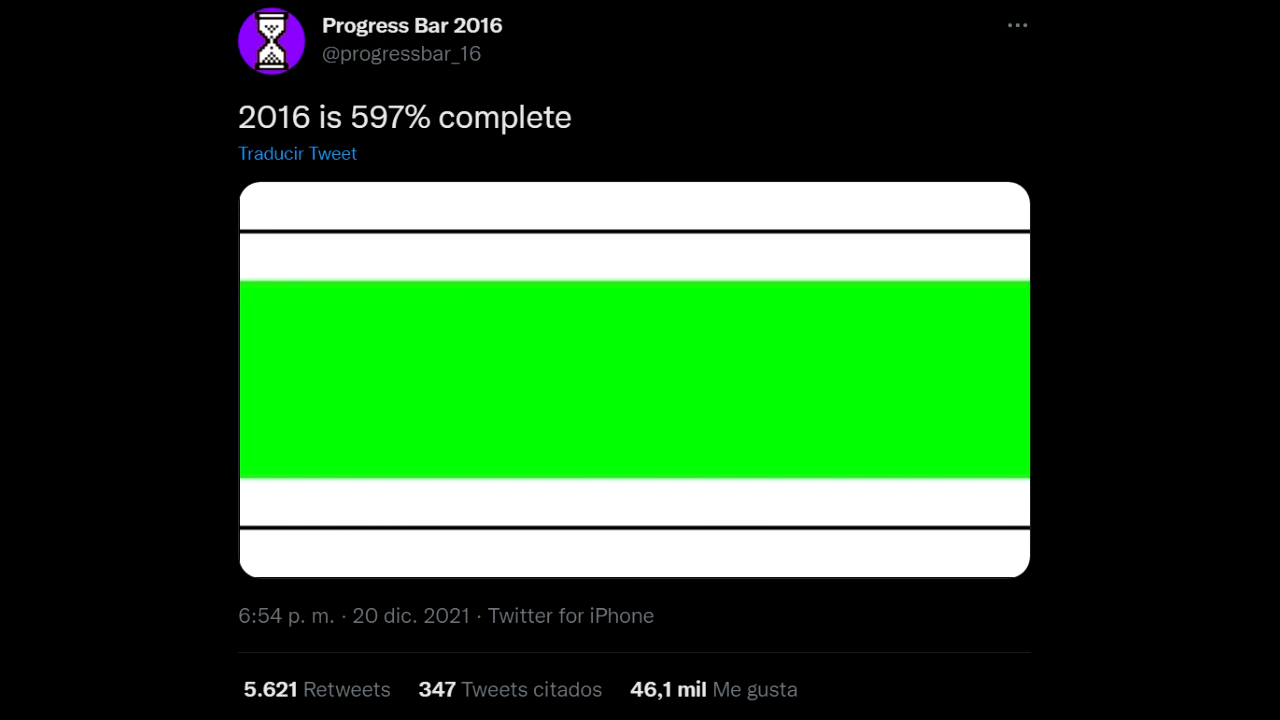 Progress Bar 2016
@progressbar_16
2016 is 597% complete
Traducir Tweet
6:54 p. m. · 20 dic. 2021 · Twitter for iPhone
5.621 Retweets 347 Tweets citados 46,1 mil Me gusta